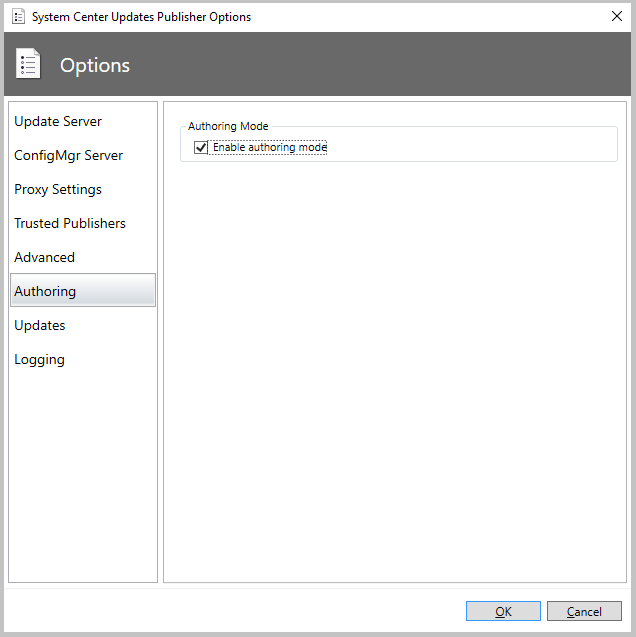 System Center Updates Publisher Options
Options
Update Server
ConfigMgr Server
Proxy Settings
Trusted Publishers
Advanced
Authoring
Updates
Logging
Authoring Mode
Enable authoring mode
OK
Cancel